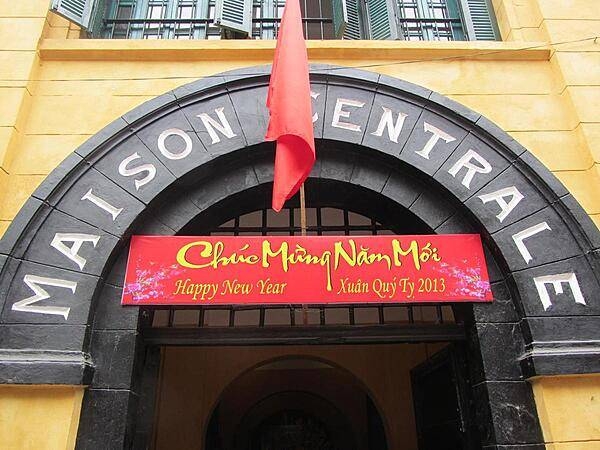 MAISON CENTRALE
Chúc Mừng Năm Mới
Happy New Year Xuân Quý Tỵ 2013